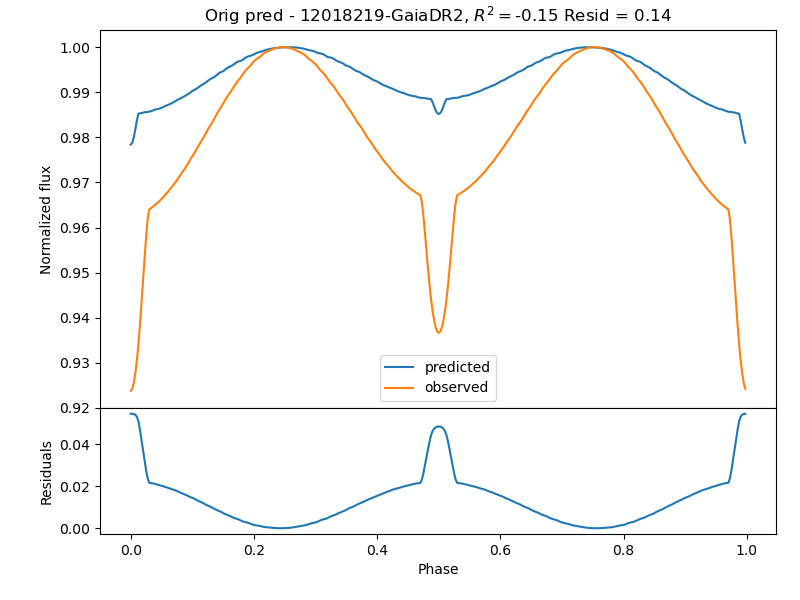 Orig pred - 12018219-GaiaDR2, R² = -0.15 Resid = 0.14
1.00
0.99
0.98
0.97
0.96
0.95
0.94
0.93
0.92
Normalized flux
predicted
observed
0.04
0.02
0.00
Residuals
0.0 0.2 0.4 0.6 0.8 1.0
Phase